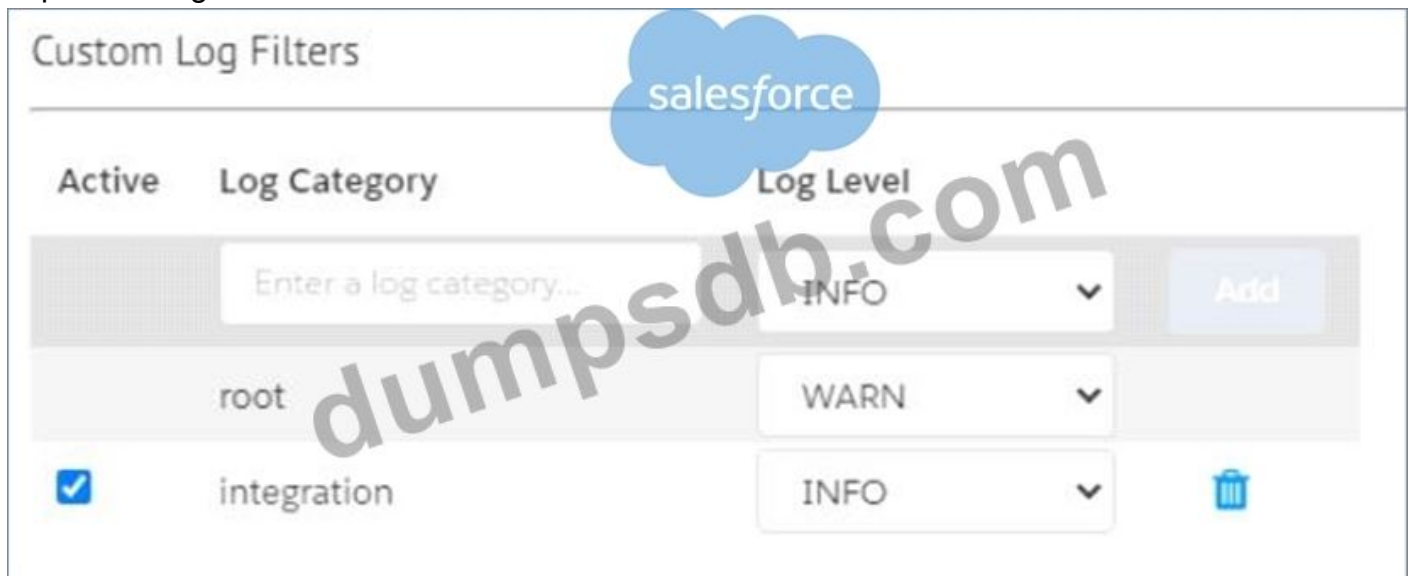 Custom Log Filters
salesforce
Active Log Category Log Level
Enter a log category... INFO Add
root WARN
integration INFO
dumpsdb.com